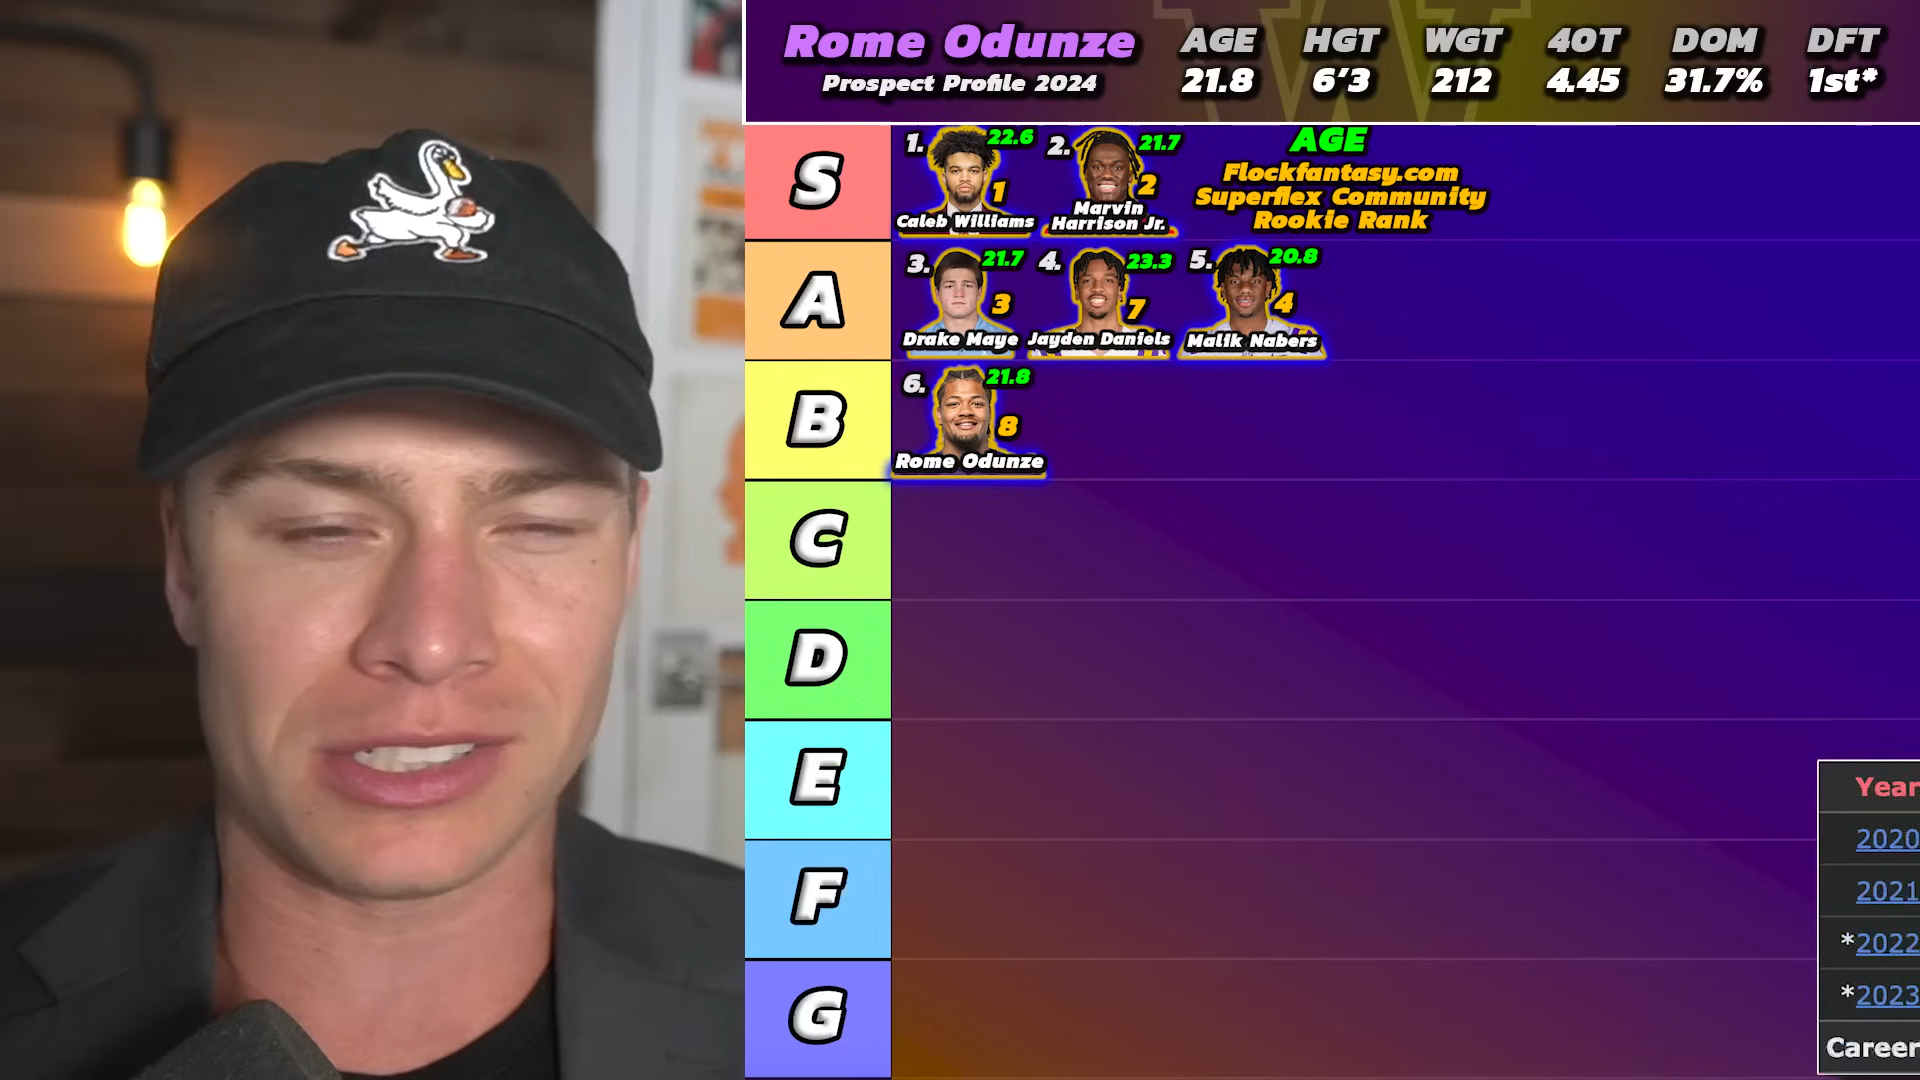 Rome Odunze
Prospect Profile 2024
AGE HGT WGT 40T DOM DFT
21.8 6'3 212 4.45 31.7% 1st*
S
1. 22.6
1
Caleb Williams
2. 21.7
2
Marvin
Harrison Jr.
AGE
Flockfantasy.com
Superflex Community
Rookie Rank
A
3. 21.7
3
Drake Maye
4. 23.3
7
Jayden Daniels
5. 20.8
4
Malik Nabers
B
6. 21.8
8
Rome Odunze
C
D
E
F
G
Year
2020
2021
*2022
*2023
Career